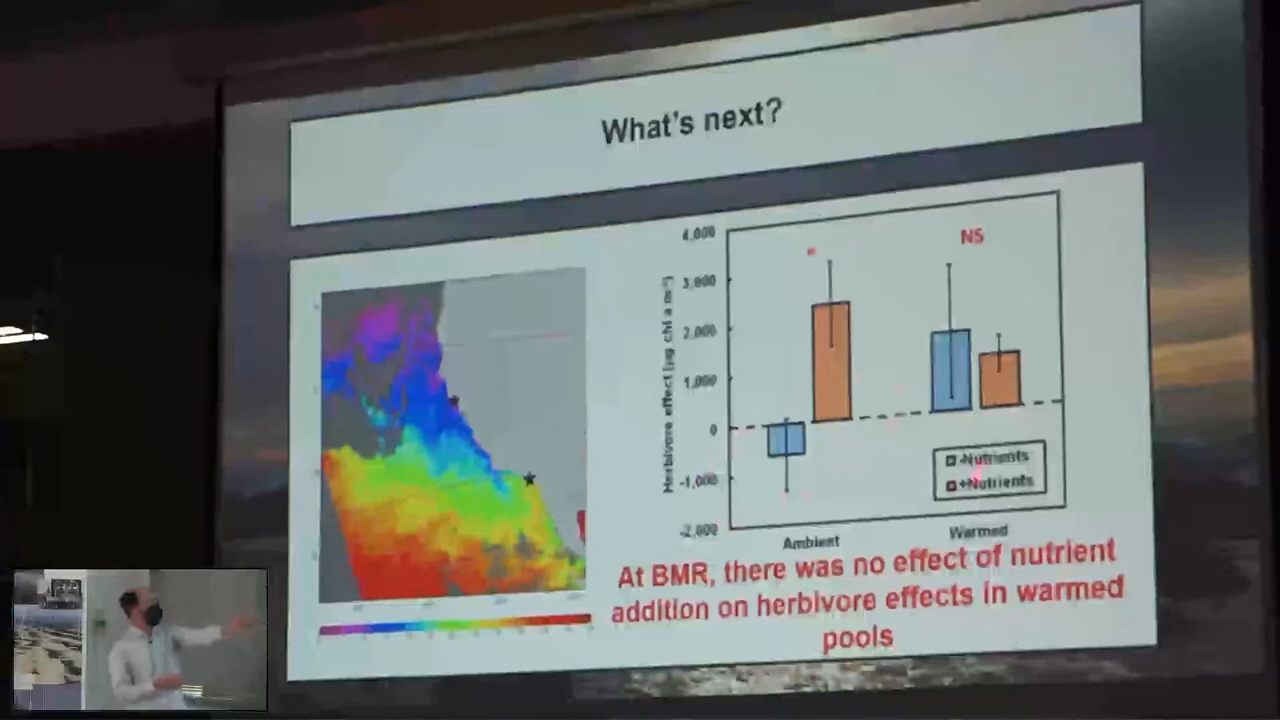 What's next?
4,000
3,000
2,000
1,000
0
-1,000
-2,000
Herbivore effect (µg chl a m⁻²)
*
NS
-Nutrients
+Nutrients
Ambient
Warmed
At BMR, there was no effect of nutrient
addition on herbivore effects in warmed
pools